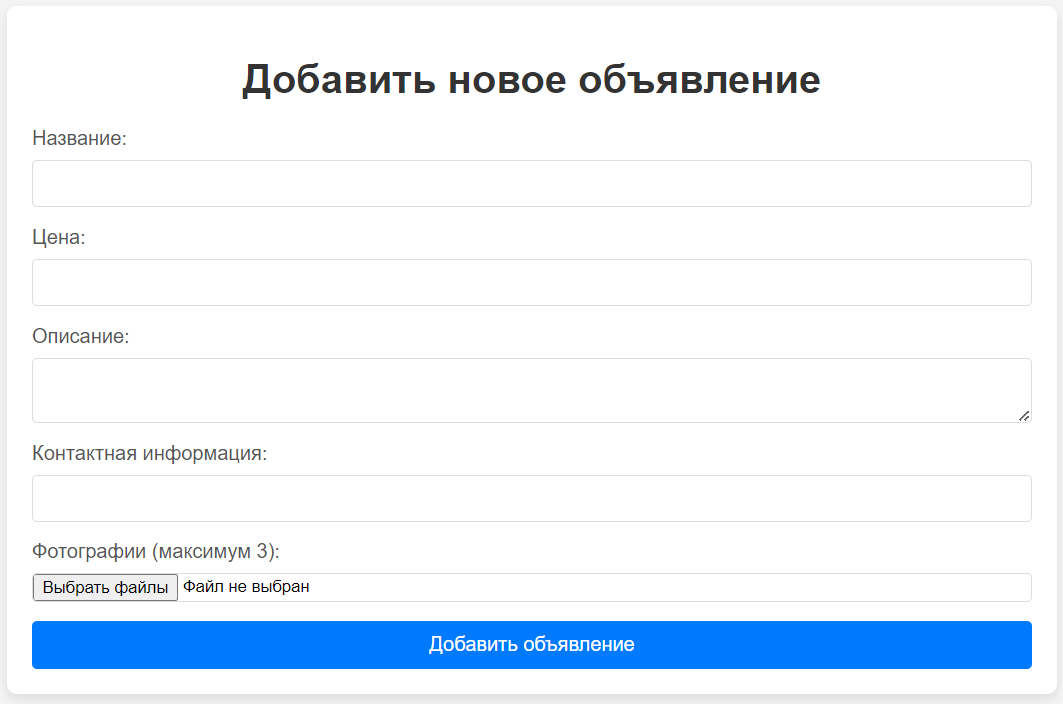 Добавить новое объявление
Название:
Цена:
Описание:
Контактная информация:
Фотографии (максимум 3):
Выбрать файлы Файл не выбран
Добавить объявление